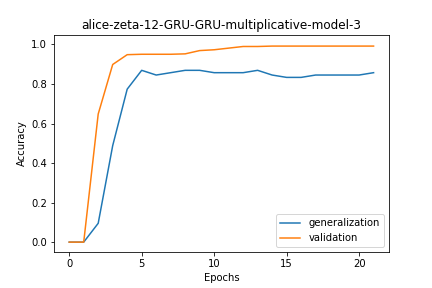 alice-zeta-12-GRU-GRU-multiplicative-model-3
1.0
0.8
0.6
0.4
0.2
0.0
Accuracy
0 5 10 15 20
Epochs
generalization
validation